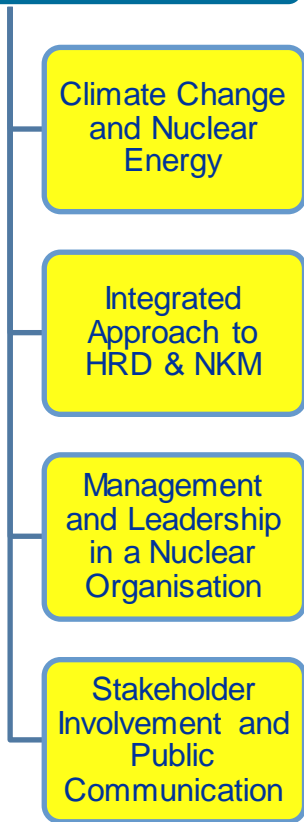 Climate Change
and Nuclear
Energy
Integrated
Approach to
HRD & NKM
Management
and Leadership
in a Nuclear
Organisation
Stakeholder
Involvement and
Public
Communication